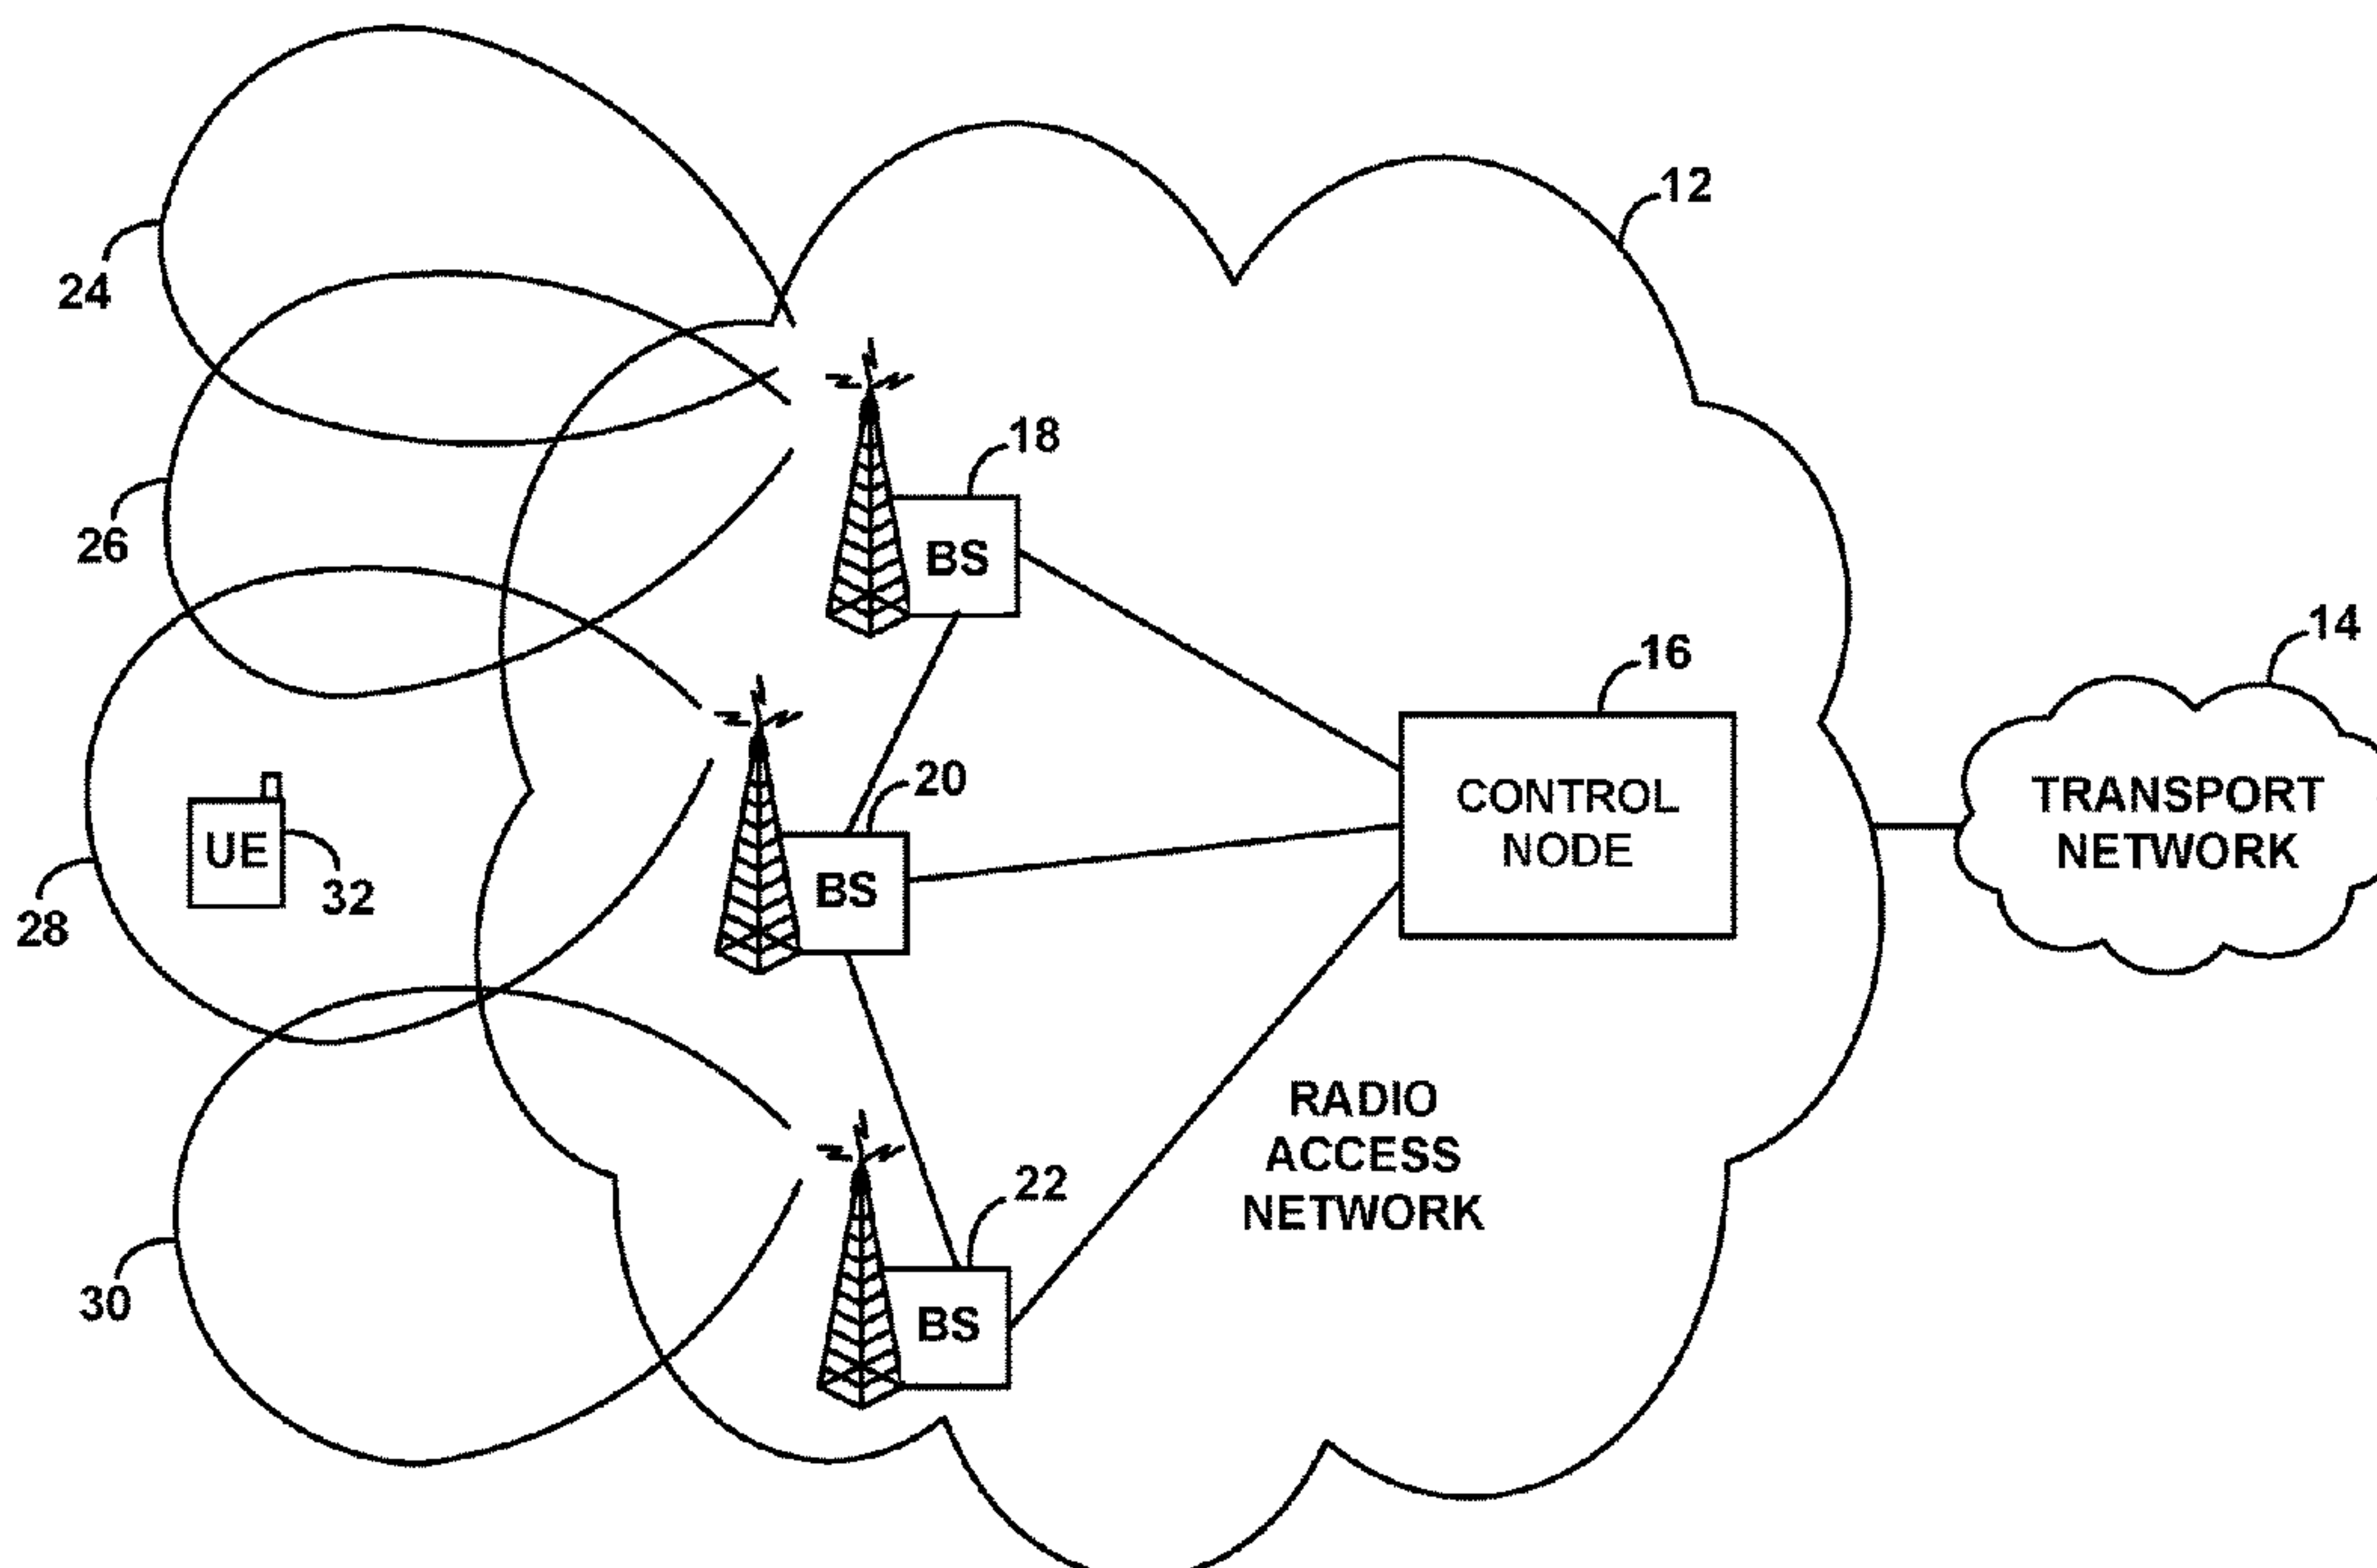 12
24
18
BS
26
14
16
CONTROL
NODE
TRANSPORT
NETWORK
20
BS
UE
32
28
RADIO
ACCESS
NETWORK
22
BS
30